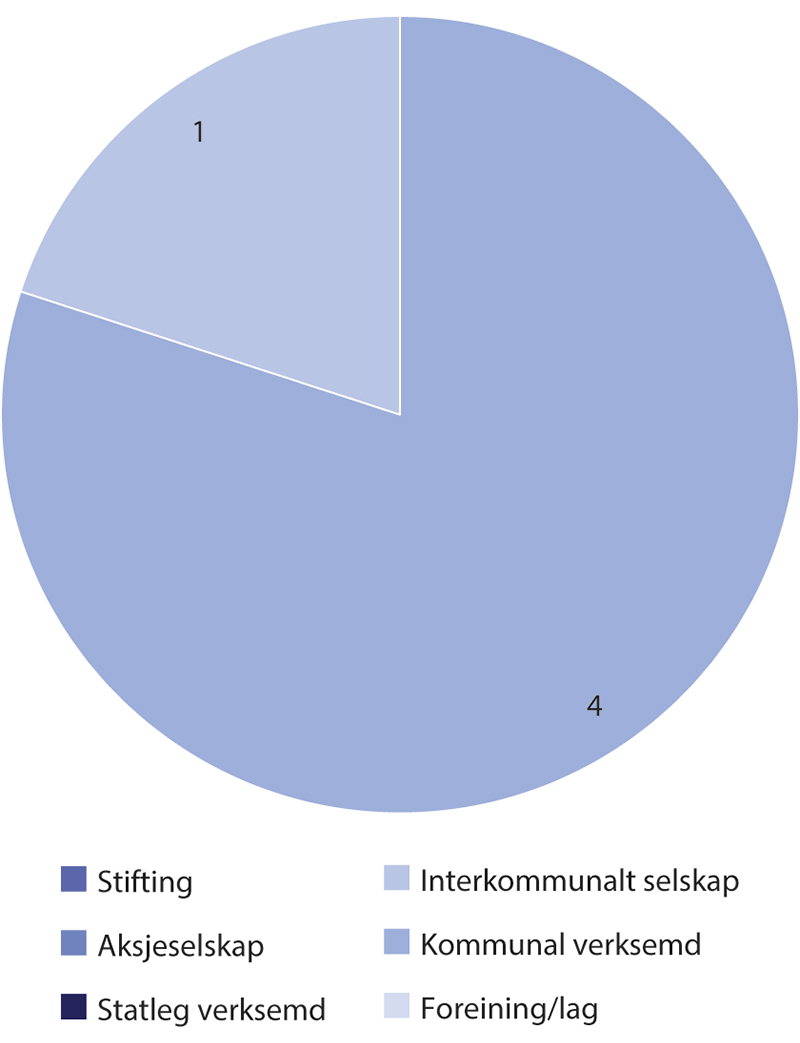 1
4
Stifting
Interkommunalt selskap
Aksjeselskap
Kommunal verksemd
Statleg verksemd
Foreining/lag